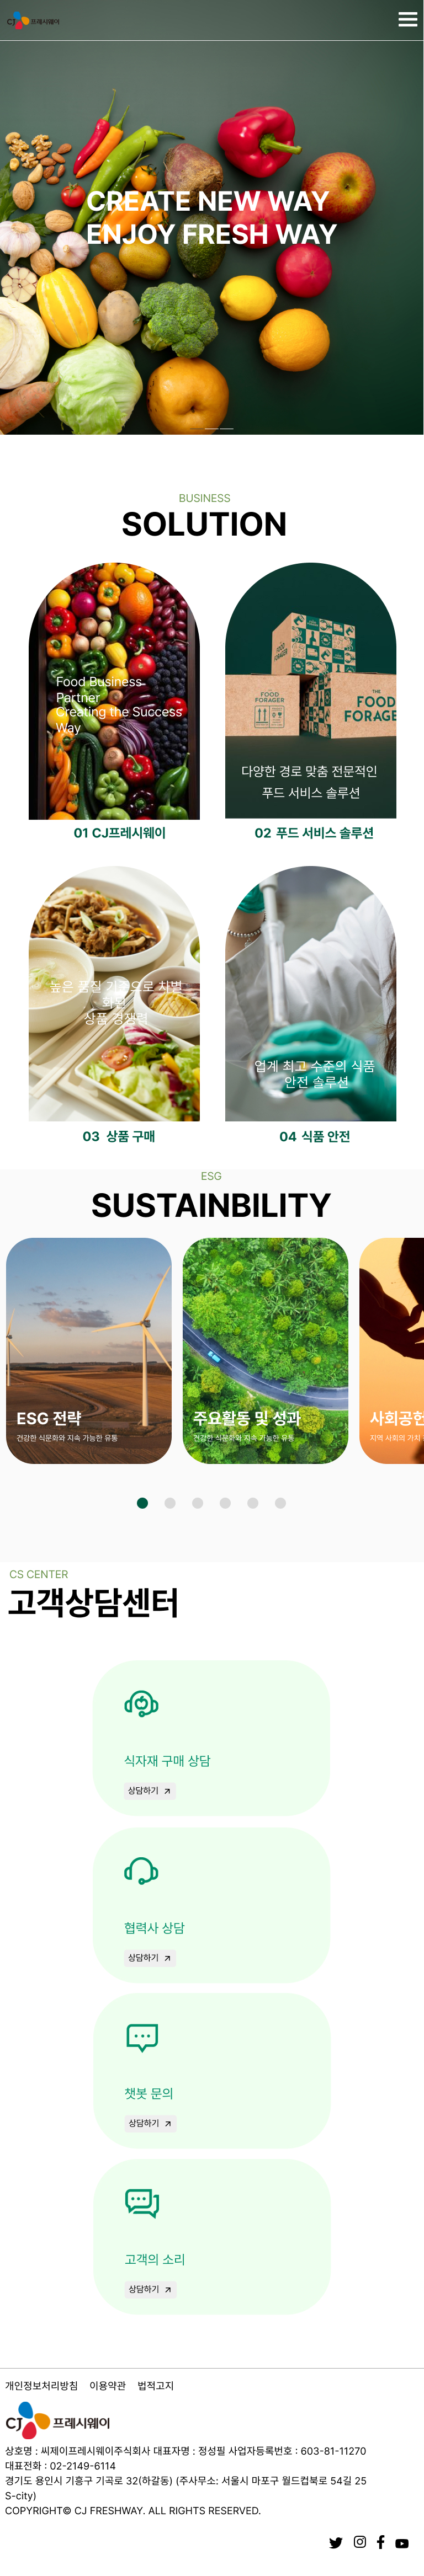 CJ 프레시웨이
CREATE NEW WAY
ENJOY FRESH WAY
BUSINESS
SOLUTION
Food Business
Partner
Creating the Success
Way
01 CJ프레시웨이
FOOD
FORAGER
THE
FOOD
FORAGE
다양한 경로 맞춤 전문적인
푸드 서비스 솔루션
02 푸드 서비스 솔루션
높은 품질 기준으로 차별
화된
상품 경쟁력
03 상품 구매
업계 최고 수준의 식품
안전 솔루션
04 식품 안전
ESG
SUSTAINBILITY
ESG 전략
건강한 식문화와 지속 가능한 유통
주요활동 및 성과
건강한 식문화와 지속 가능한 유통
사회공헌
지역 사회의 가치
CS CENTER
고객상담센터
식자재 구매 상담
상담하기
협력사 상담
상담하기
챗봇 문의
상담하기
고객의 소리
상담하기
개인정보처리방침 이용약관 법적고지
CJ 프레시웨이
상호명 : 씨제이프레시웨이주식회사 대표자명 : 정성필 사업자등록번호 : 603-81-11270
대표전화 : 02-2149-6114
경기도 용인시 기흥구 기곡로 32(하갈동) (주사무소: 서울시 마포구 월드컵북로 54길 25
S-city)
COPYRIGHT© CJ FRESHWAY. ALL RIGHTS RESERVED.